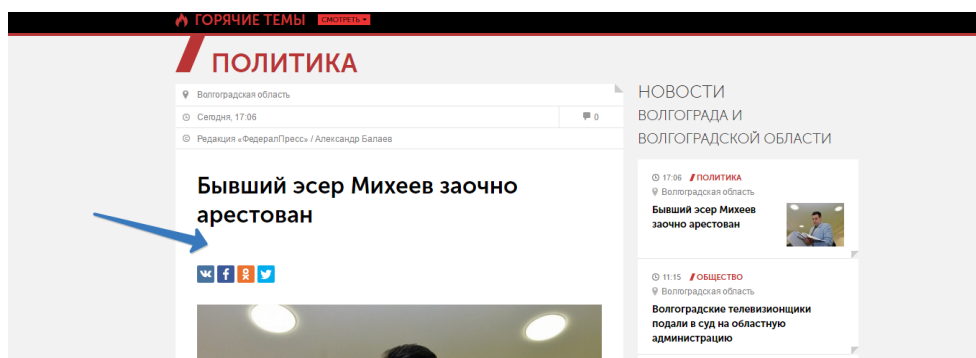 ГОРЯЧИЕ ТЕМЫ СМОТРЕТЬ
ПОЛИТИКА
Волгоградская область
Сегодня, 17:06
0
© Редакция «ФедералПресс» / Александр Балаев
Бывший эсер Михеев заочно
арестован
НОВОСТИ
ВОЛГОГРАДА И
ВОЛГОГРАДСКОЙ ОБЛАСТИ
17:06 ПОЛИТИКА
Волгоградская область
Бывший эсер Михеев
заочно арестован
11:15 ОБЩЕСТВО
Волгоградская область
Волгоградские телевизионщики
подали в суд на областную
администрацию